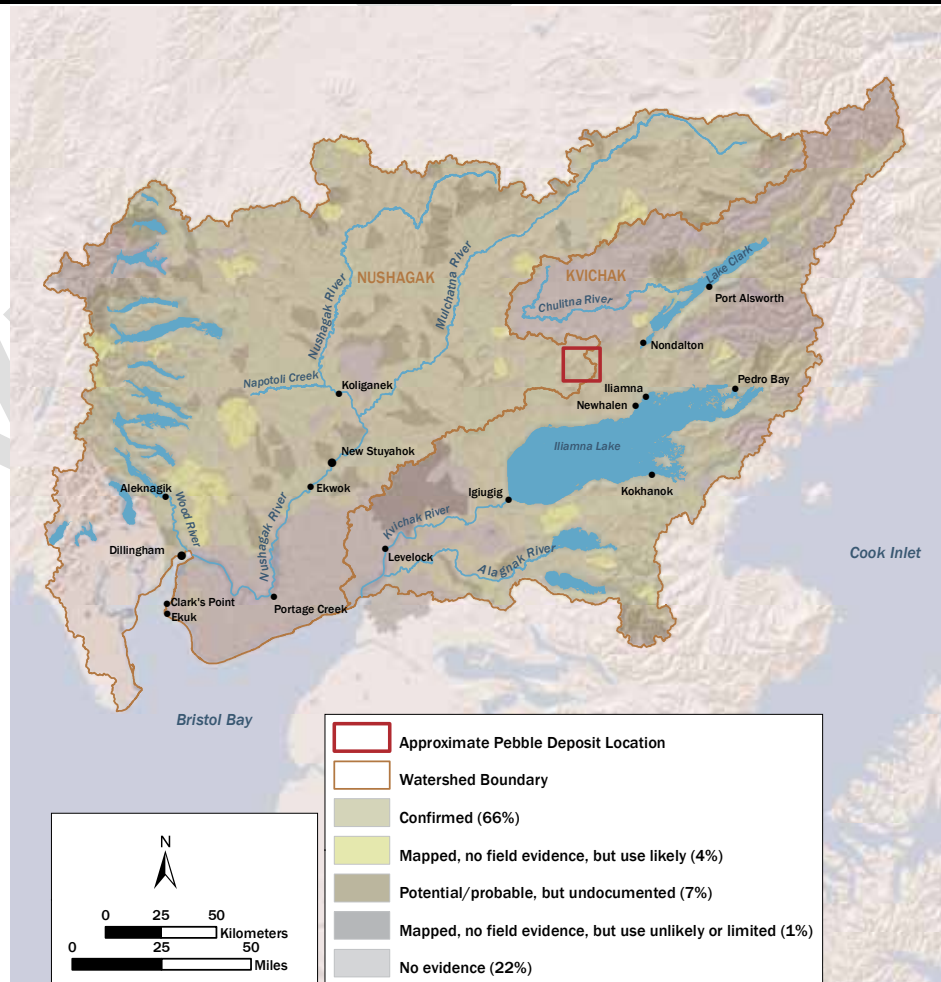 NUSHAGAK
KVICHAK
Mulchatna River
Nushagak River
Lake Clark
Chulitna River
Port Alsworth
Nondalton
Napotoli Creek
Koliganek
Iliamna
Pedro Bay
Newhalen
Iliamna Lake
New Stuyahok
Kokhanok
Ekwok
Igiugig
Aleknagik
Wood River
Nushagak River
Kvichak River
Dillingham
Levelock
Alagnak River
Cook Inlet
Clark's Point
Portage Creek
Ekuk
Bristol Bay
Approximate Pebble Deposit Location
Watershed Boundary
Confirmed (66%)
Mapped, no field evidence, but use likely (4%)
Potential/probable, but undocumented (7%)
Mapped, no field evidence, but use unlikely or limited (1%)
No evidence (22%)
N
0 25 50
Kilometers
0 25 50
Miles